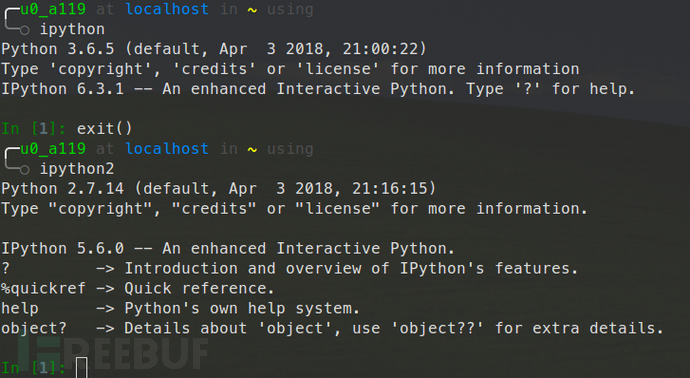 u0_a119 at localhost in ~ using
ipython
Python 3.6.5 (default, Apr  3 2018, 21:00:22)
Type 'copyright', 'credits' or 'license' for more information
IPython 6.3.1 -- An enhanced Interactive Python. Type '?' for help.
In [1]: exit()
u0_a119 at localhost in ~ using
ipython2
Python 2.7.14 (default, Apr  3 2018, 21:16:15)
Type "copyright", "credits" or "license" for more information.
IPython 5.6.0 -- An enhanced Interactive Python.
?         -> Introduction and overview of IPython's features.
%quickref -> Quick reference.
help      -> Python's own help system.
object?   -> Details about 'object', use 'object??' for extra details.
FREEBUF
In [1]: